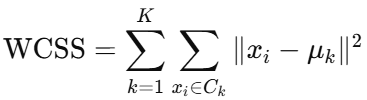 WCSS = \sum_{k=1}^{K} \sum_{x_i \in C_k} \|x_i - \mu_k\|^2